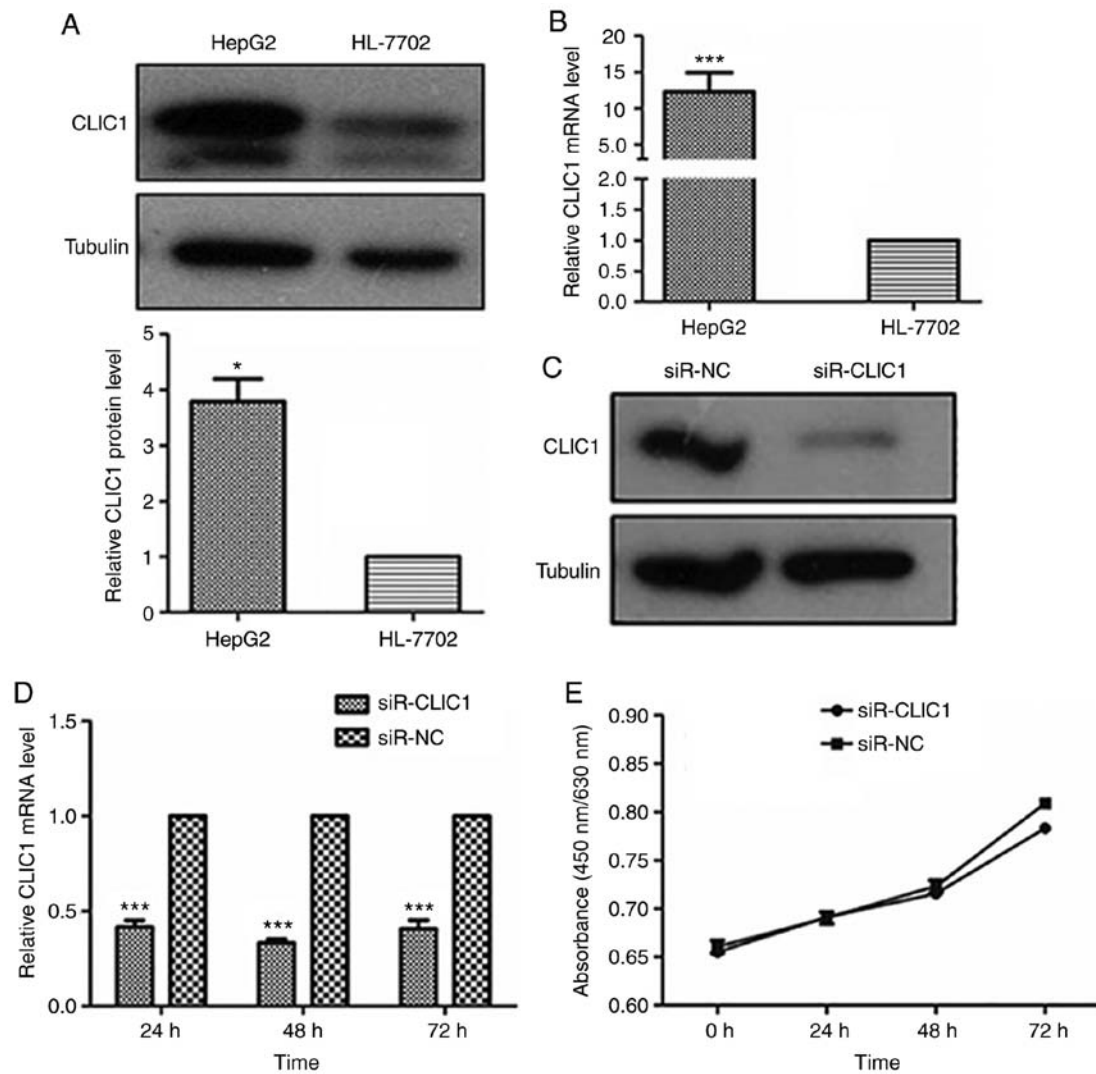 A
HepG2 HL-7702
CLIC1
Tubulin
Relative CLIC1 protein level
5
4
3
2
1
0
*
HepG2 HL-7702
B
Relative CLIC1 mRNA level
20
15
10
5.0
2.0
1.5
1.0
0.5
0.0
***
HepG2 HL-7702
C
siR-NC siR-CLIC1
CLIC1
Tubulin
D
siR-CLIC1
siR-NC
Relative CLIC1 mRNA level
1.5
1.0
0.5
0.0
*** *** ***
24 h 48 h 72 h
Time
E
siR-CLIC1
siR-NC
Absorbance (450 nm/630 nm)
0.90
0.85
0.80
0.75
0.70
0.65
0.60
0 h 24 h 48 h 72 h
Time